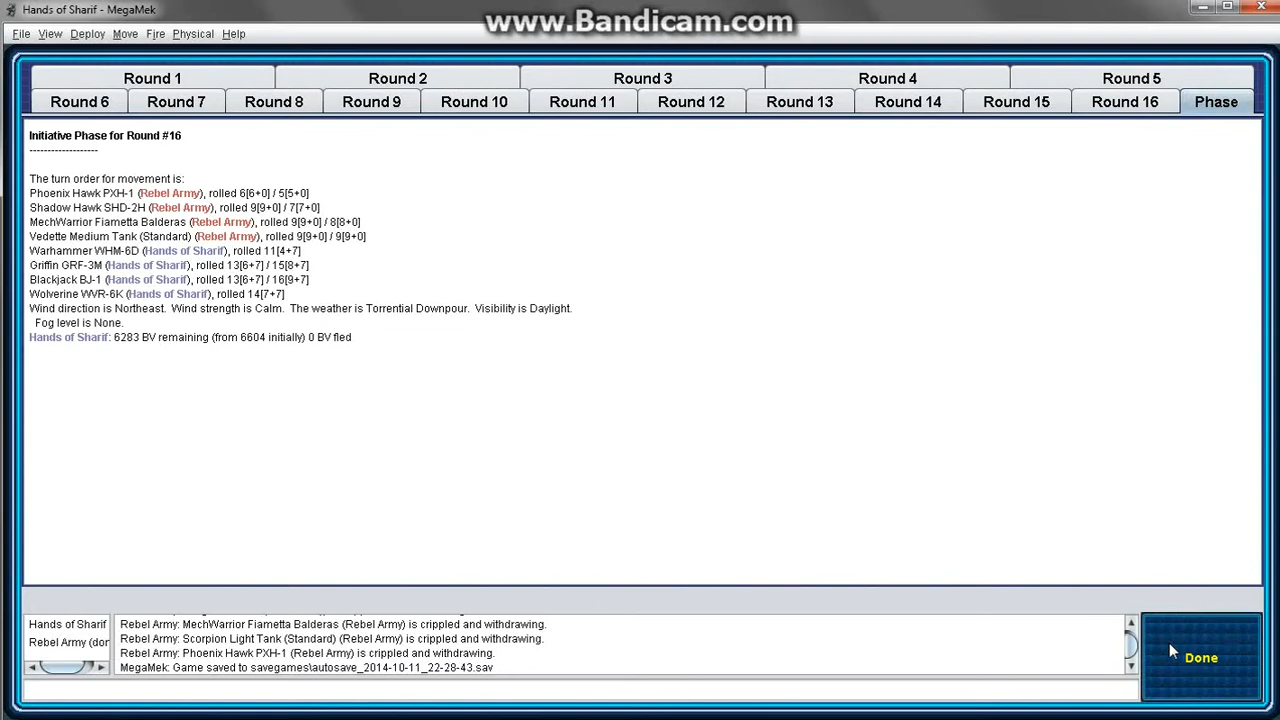 Hands of Sharif - MegaMek
www.Bandicam.com
File View Deploy Move Fire Physical Help
Round 1 Round 2 Round 3 Round 4 Round 5
Round 6 Round 7 Round 8 Round 9 Round 10 Round 11 Round 12 Round 13 Round 14 Round 15 Round 16 Phase
Initiative Phase for Round #16
-------------------
The turn order for movement is:
Phoenix Hawk PXH-1 (Rebel Army), rolled 6[6+0] / 5[5+0]
Shadow Hawk SHD-2H (Rebel Army), rolled 9[9+0] / 7[7+0]
MechWarrior Fiametta Balderas (Rebel Army), rolled 9[9+0] / 8[8+0]
Vedette Medium Tank (Standard) (Rebel Army), rolled 9[9+0] / 9[9+0]
Warhammer WHM-6D (Hands of Sharif), rolled 11[4+7]
Griffin GRF-3M (Hands of Sharif), rolled 13[6+7] / 15[8+7]
Blackjack BJ-1 (Hands of Sharif), rolled 13[6+7] / 16[9+7]
Wolverine WVR-6K (Hands of Sharif), rolled 14[7+7]
Wind direction is Northeast. Wind strength is Calm. The weather is Torrential Downpour. Visibility is Daylight.
Fog level is None.
Hands of Sharif: 6283 BV remaining (from 6604 initially) 0 BV fled
Hands of Sharif
Rebel Army (dor
Rebel Army: MechWarrior Fiametta Balderas (Rebel Army) is crippled and withdrawing.
Rebel Army: Scorpion Light Tank (Standard) (Rebel Army) is crippled and withdrawing.
Rebel Army: Phoenix Hawk PXH-1 (Rebel Army) is crippled and withdrawing.
MegaMek: Game saved to savegames\autosave_2014-10-11_22-28-43.sav
Done